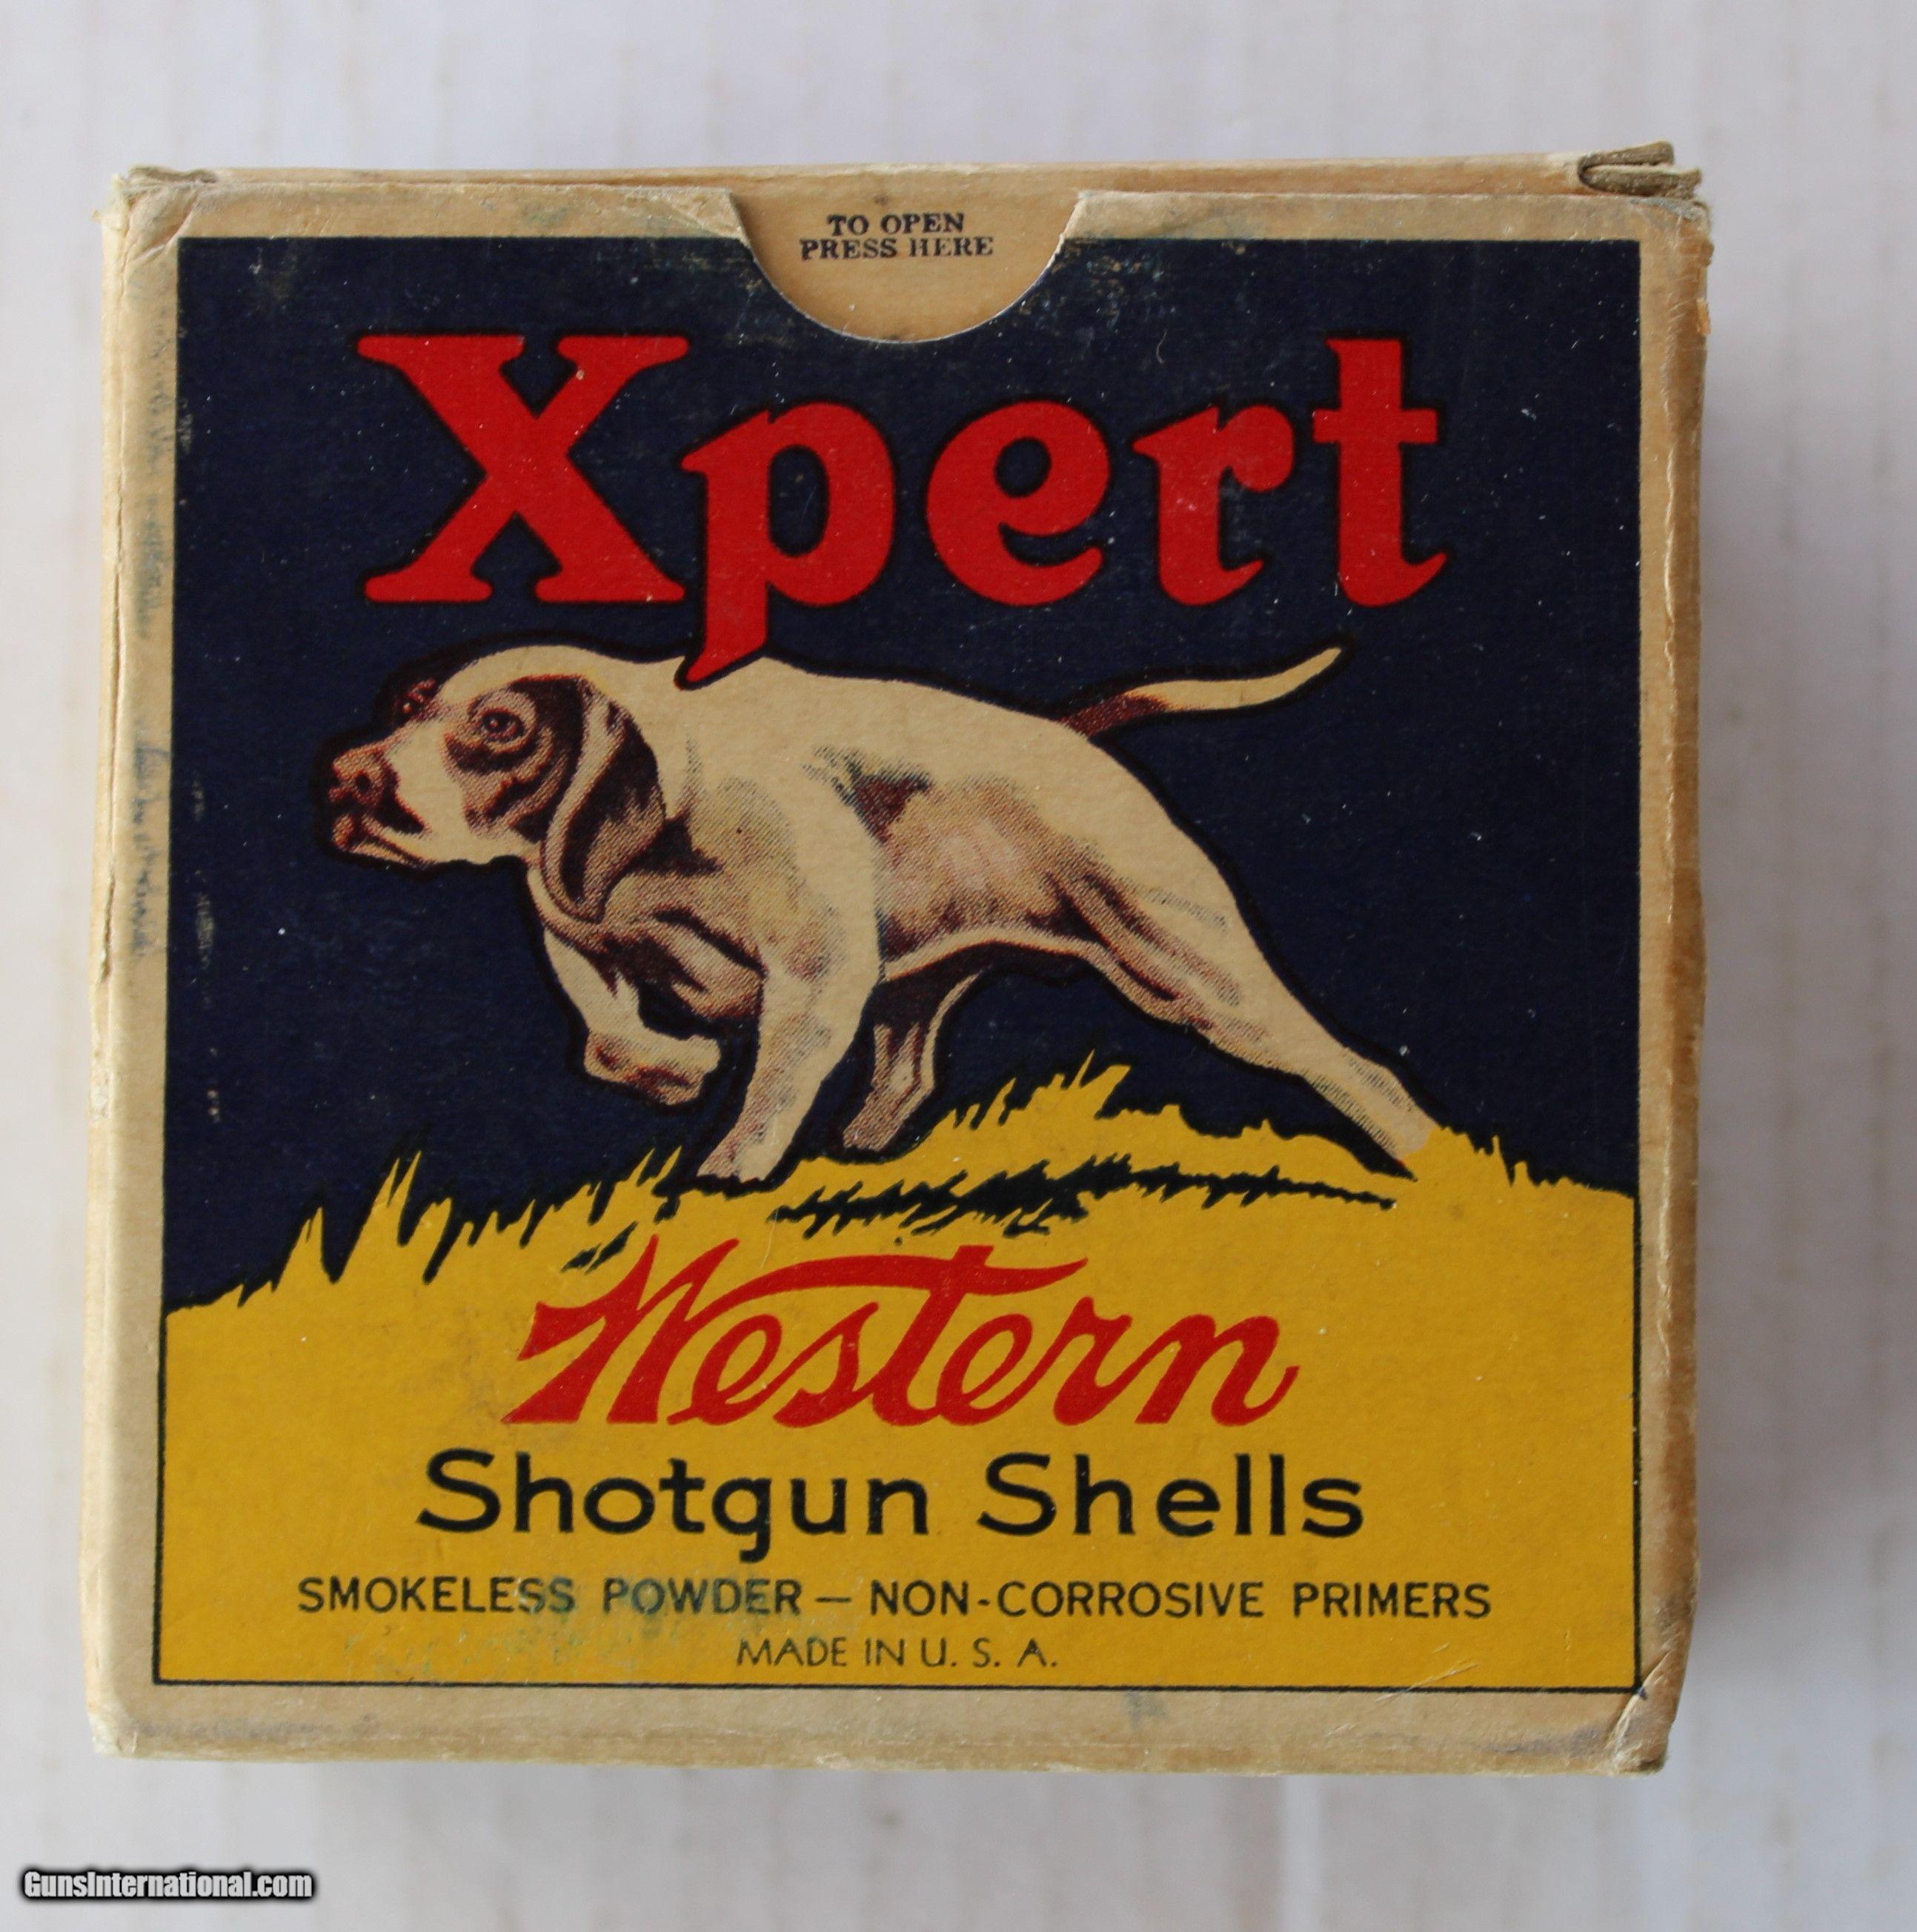 TO OPEN
PRESS HERE
Xpert
Western
Shotgun Shells
SMOKELESS POWDER — NON-CORROSIVE PRIMERS
MADE IN U. S. A.
GunsInternational.com